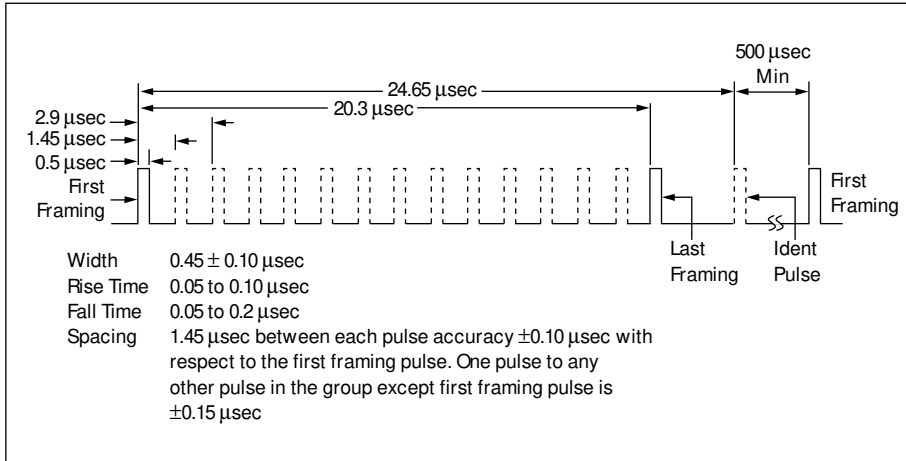 500 μsec
Min
24.65 μsec
20.3 μsec
2.9 μsec
1.45 μsec
0.5 μsec
First
Framing
First
Framing
Last
Framing
Ident
Pulse
Width 0.45 ± 0.10 μsec
Rise Time 0.05 to 0.10 μsec
Fall Time 0.05 to 0.2 μsec
Spacing 1.45 μsec between each pulse accuracy ±0.10 μsec with
respect to the first framing pulse. One pulse to any
other pulse in the group except first framing pulse is
±0.15 μsec